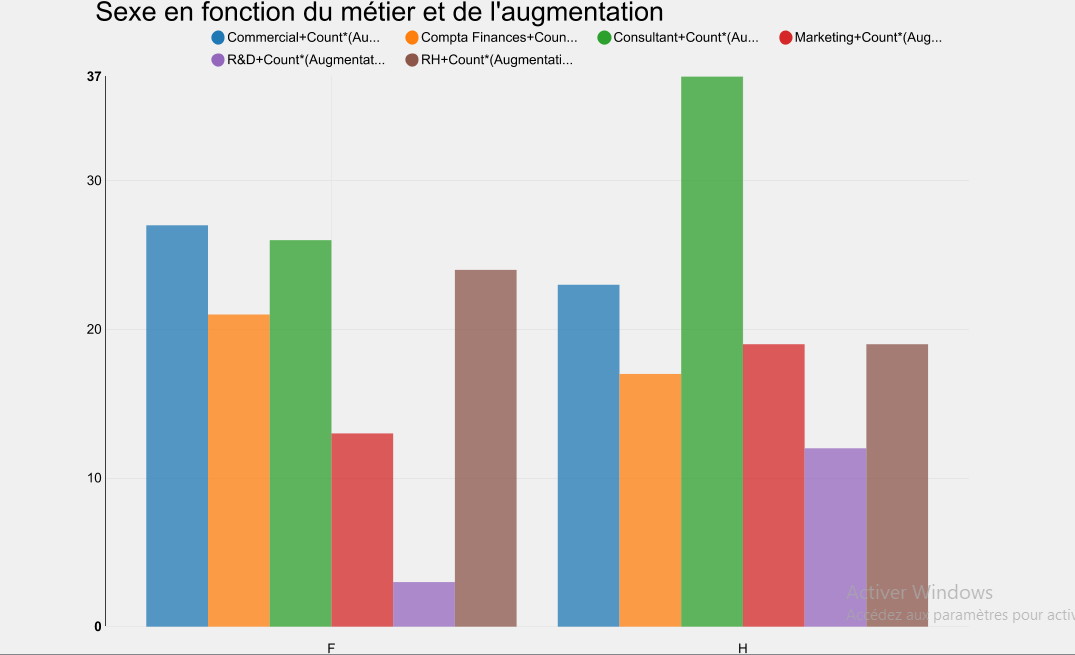 Sexe en fonction du métier et de l'augmentation
Commercial+Count*(Au... Compta Finances+Coun... Consultant+Count*(Au... Marketing+Count*(Aug...
R&D+Count*(Augmentat... RH+Count*(Augmentati...
37
30
20
10
0
Activer Windows
Accédez aux paramètres pour activ
F H